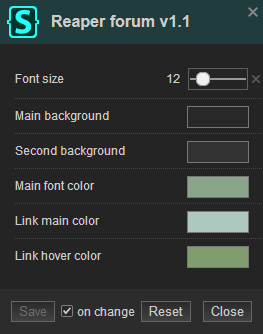 S Reaper forum v1.1
Font size 12
Main background
Second background
Main font color
Link main color
Link hover color
Save on change Reset Close